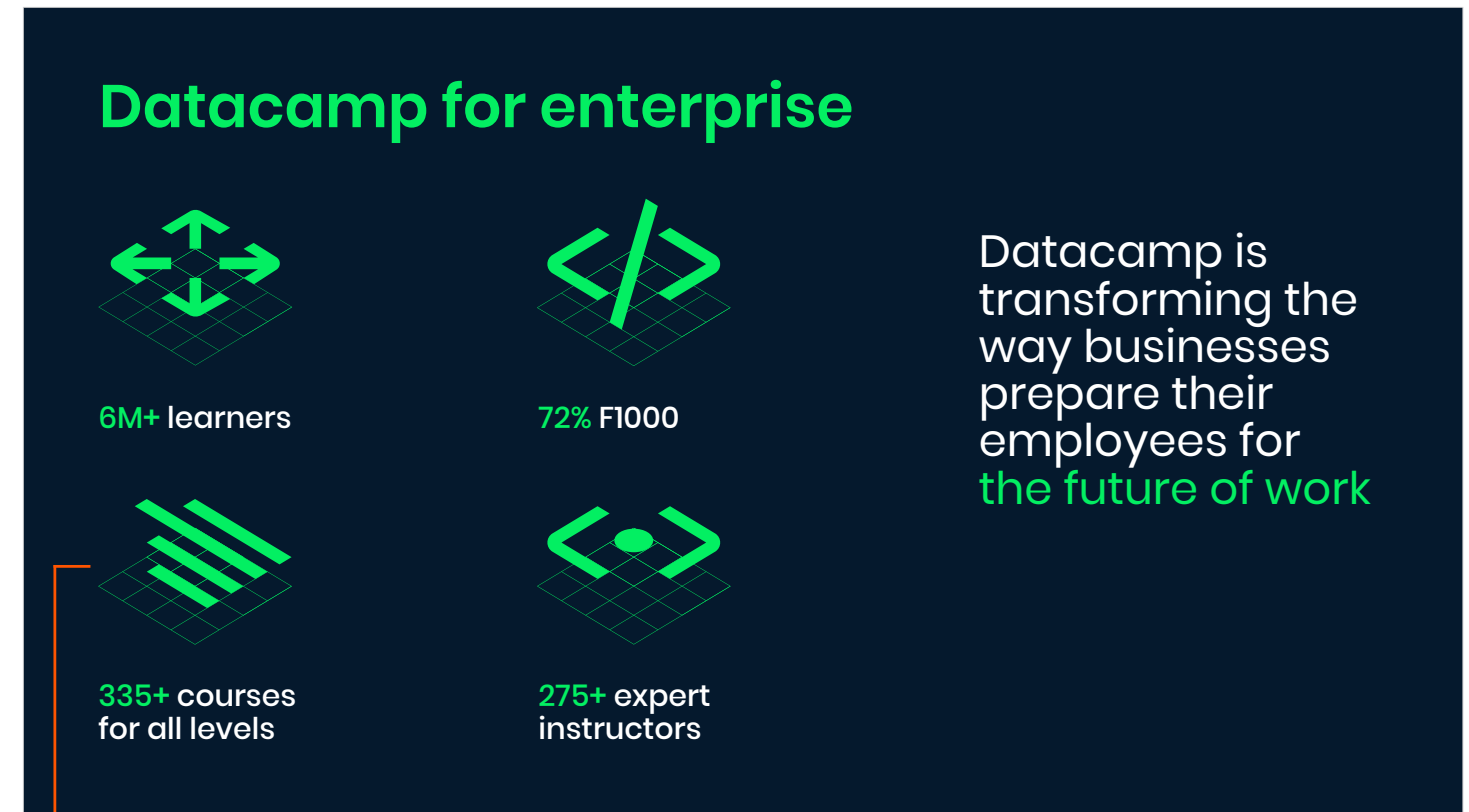 Datacamp for enterprise
6M+ learners
72% F1000
335+ courses
for all levels
275+ expert
instructors
Datacamp is
transforming the
way businesses
prepare their
employees for
the future of work